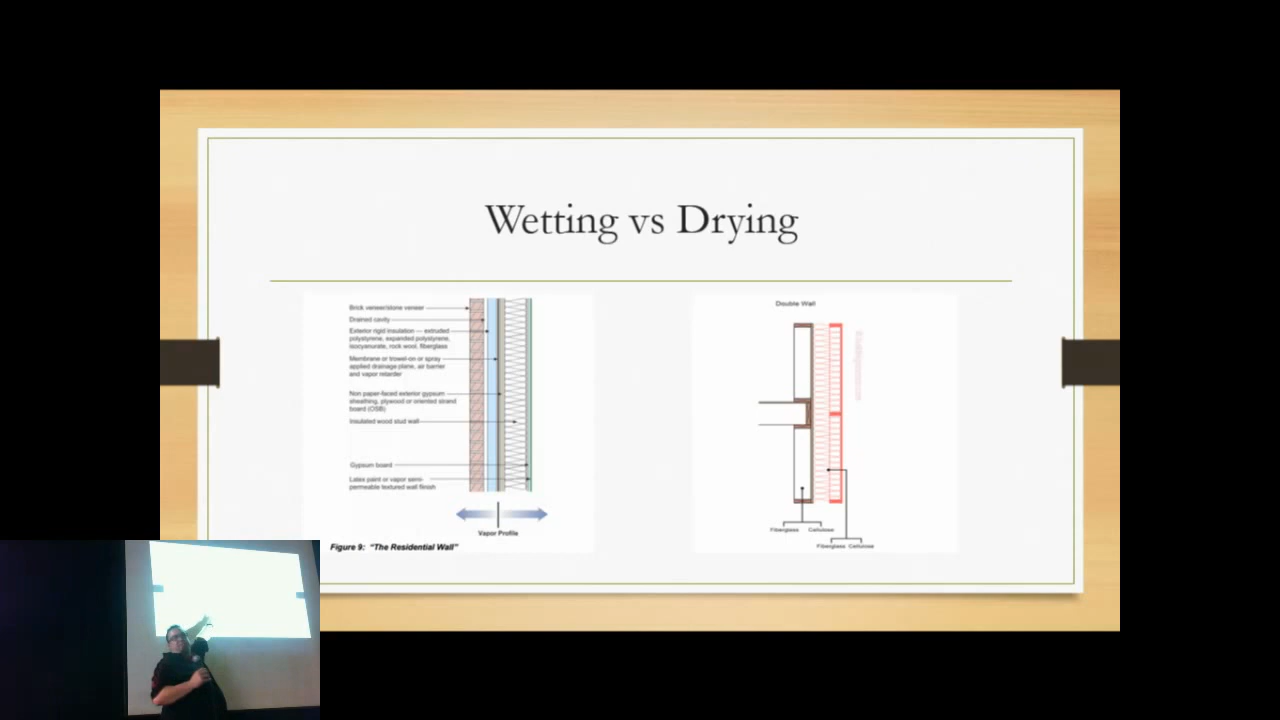 Wetting vs Drying
Brick veneer/stone veneer
Drained cavity
Exterior rigid insulation — extruded
polystyrene, expanded polystyrene,
isocyanurate, rock wool, fiberglass
Membrane or trowel-on or spray
applied drainage plane, air barrier
and vapor retarder
Non paper-faced exterior gypsum
sheathing, plywood or oriented strand
board (OSB)
Insulated wood stud wall
Gypsum board
Latex paint or vapor semi-
permeable textured wall finish
Vapor Profile
Figure 9: "The Residential Wall"
Double Wall
Fiberglass Cellulose
Fiberglass Cellulose